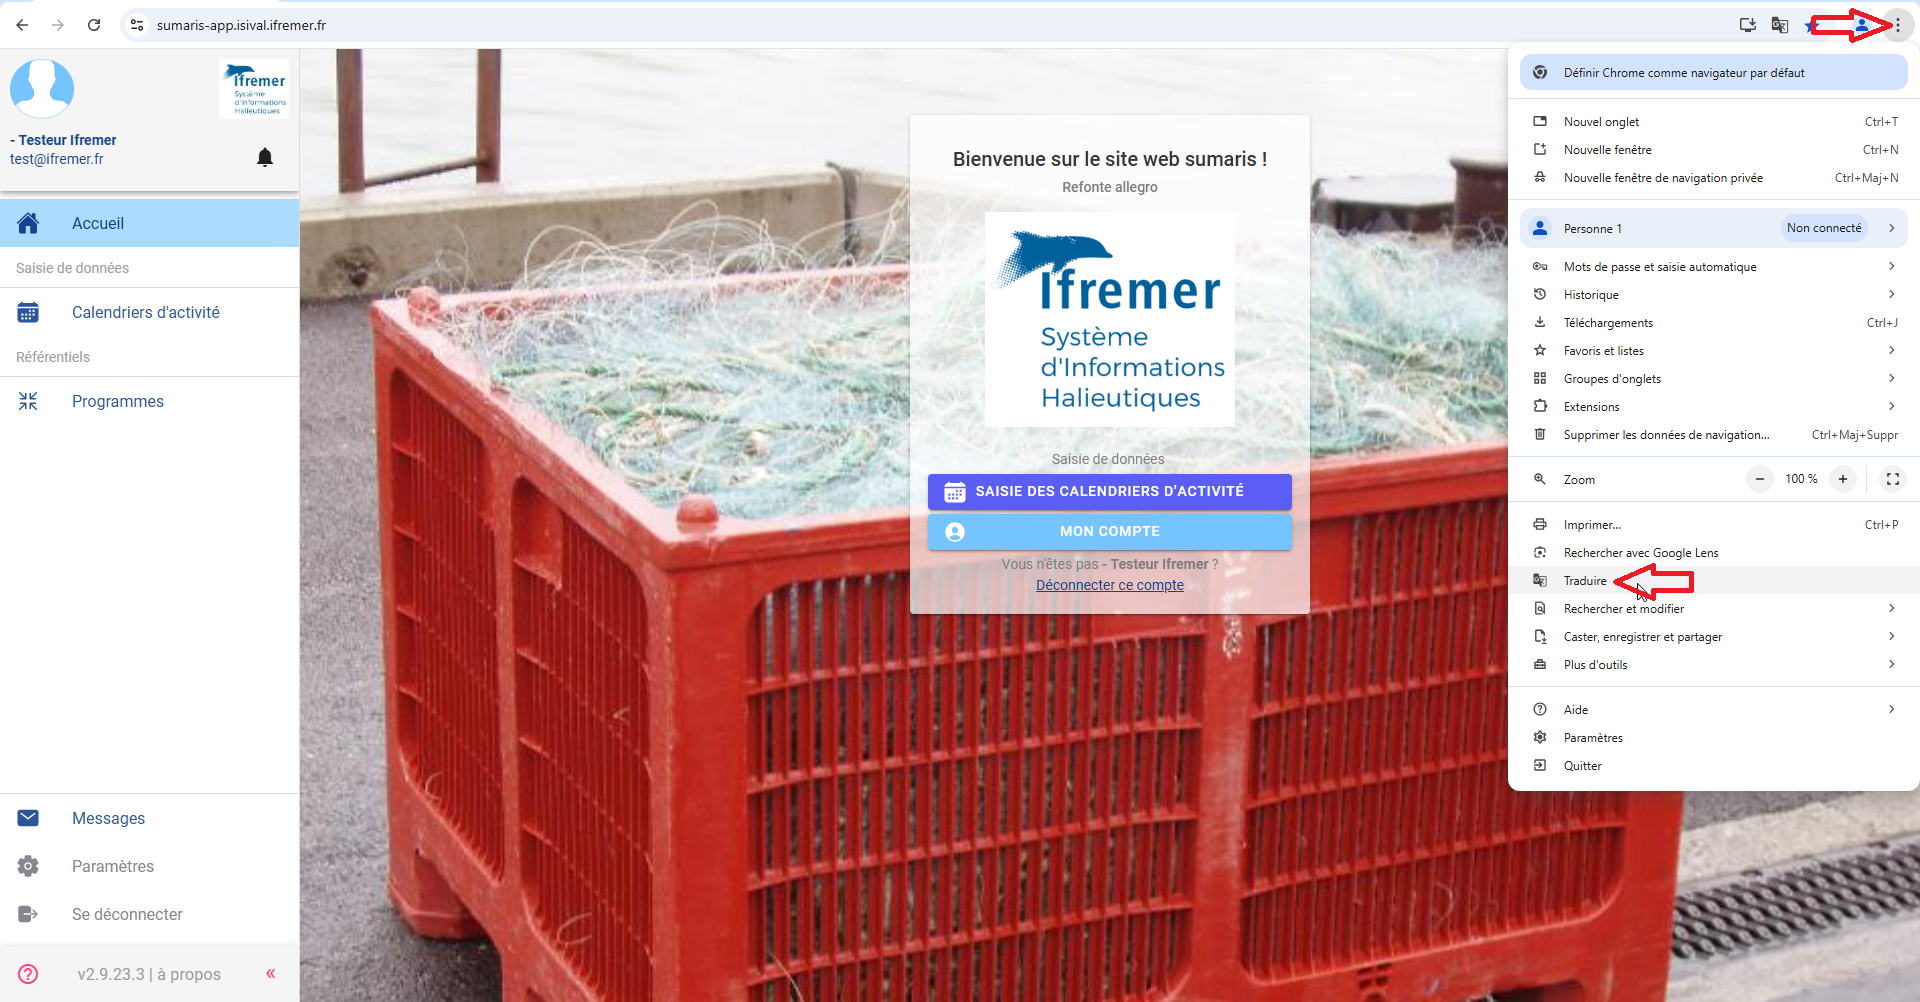 sumaris-app.isival.ifremer.fr
Ifremer
Système
d'Informations
Halieutiques
- Testeur Ifremer
test@ifremer.fr
Accueil
Saisie de données
Calendriers d'activité
Référentiels
Programmes
Messages
Paramètres
Se déconnecter
v2.9.23.3 | à propos
«
Bienvenue sur le site web sumaris !
Refonte allegro
Ifremer
Système
d'Informations
Halieutiques
Saisie de données
SAISIE DES CALENDRIERS D'ACTIVITÉ
MON COMPTE
Vous n'êtes pas - Testeur Ifremer ?
Déconnecter ce compte
Définir Chrome comme navigateur par défaut
Nouvel onglet Ctrl+T
Nouvelle fenêtre Ctrl+N
Nouvelle fenêtre de navigation privée Ctrl+Maj+N
Personne 1 Non connecté
Mots de passe et saisie automatique
Historique
Téléchargements Ctrl+J
Favoris et listes
Groupes d'onglets
Extensions
Supprimer les données de navigation... Ctrl+Maj+Suppr
Zoom − 100 % +
Imprimer... Ctrl+P
Rechercher avec Google Lens
Traduire
Rechercher et modifier
Caster, enregistrer et partager
Plus d'outils
Aide
Paramètres
Quitter